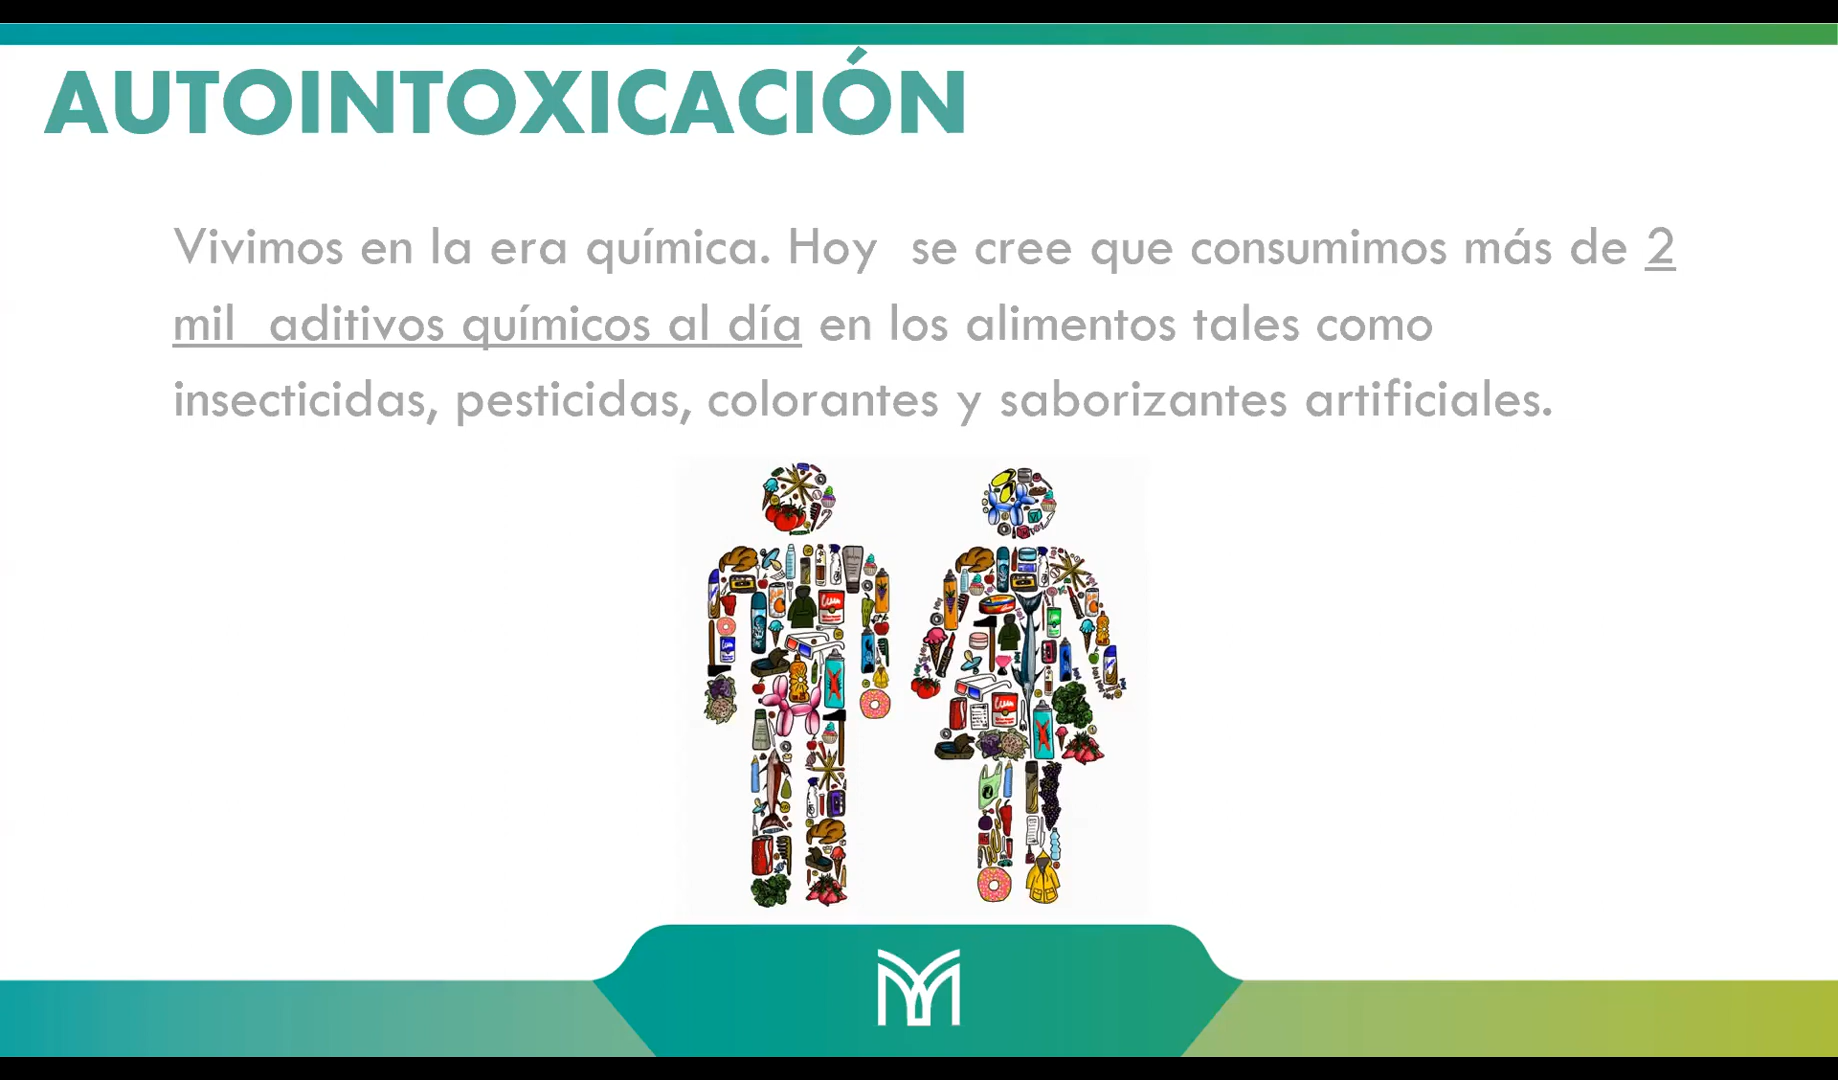 AUTOINTOXICACIÓN
Vivimos en la era química. Hoy  se cree que consumimos más de 2
mil  aditivos químicos al día en los alimentos tales como
insecticidas, pesticidas, colorantes y saborizantes artificiales.